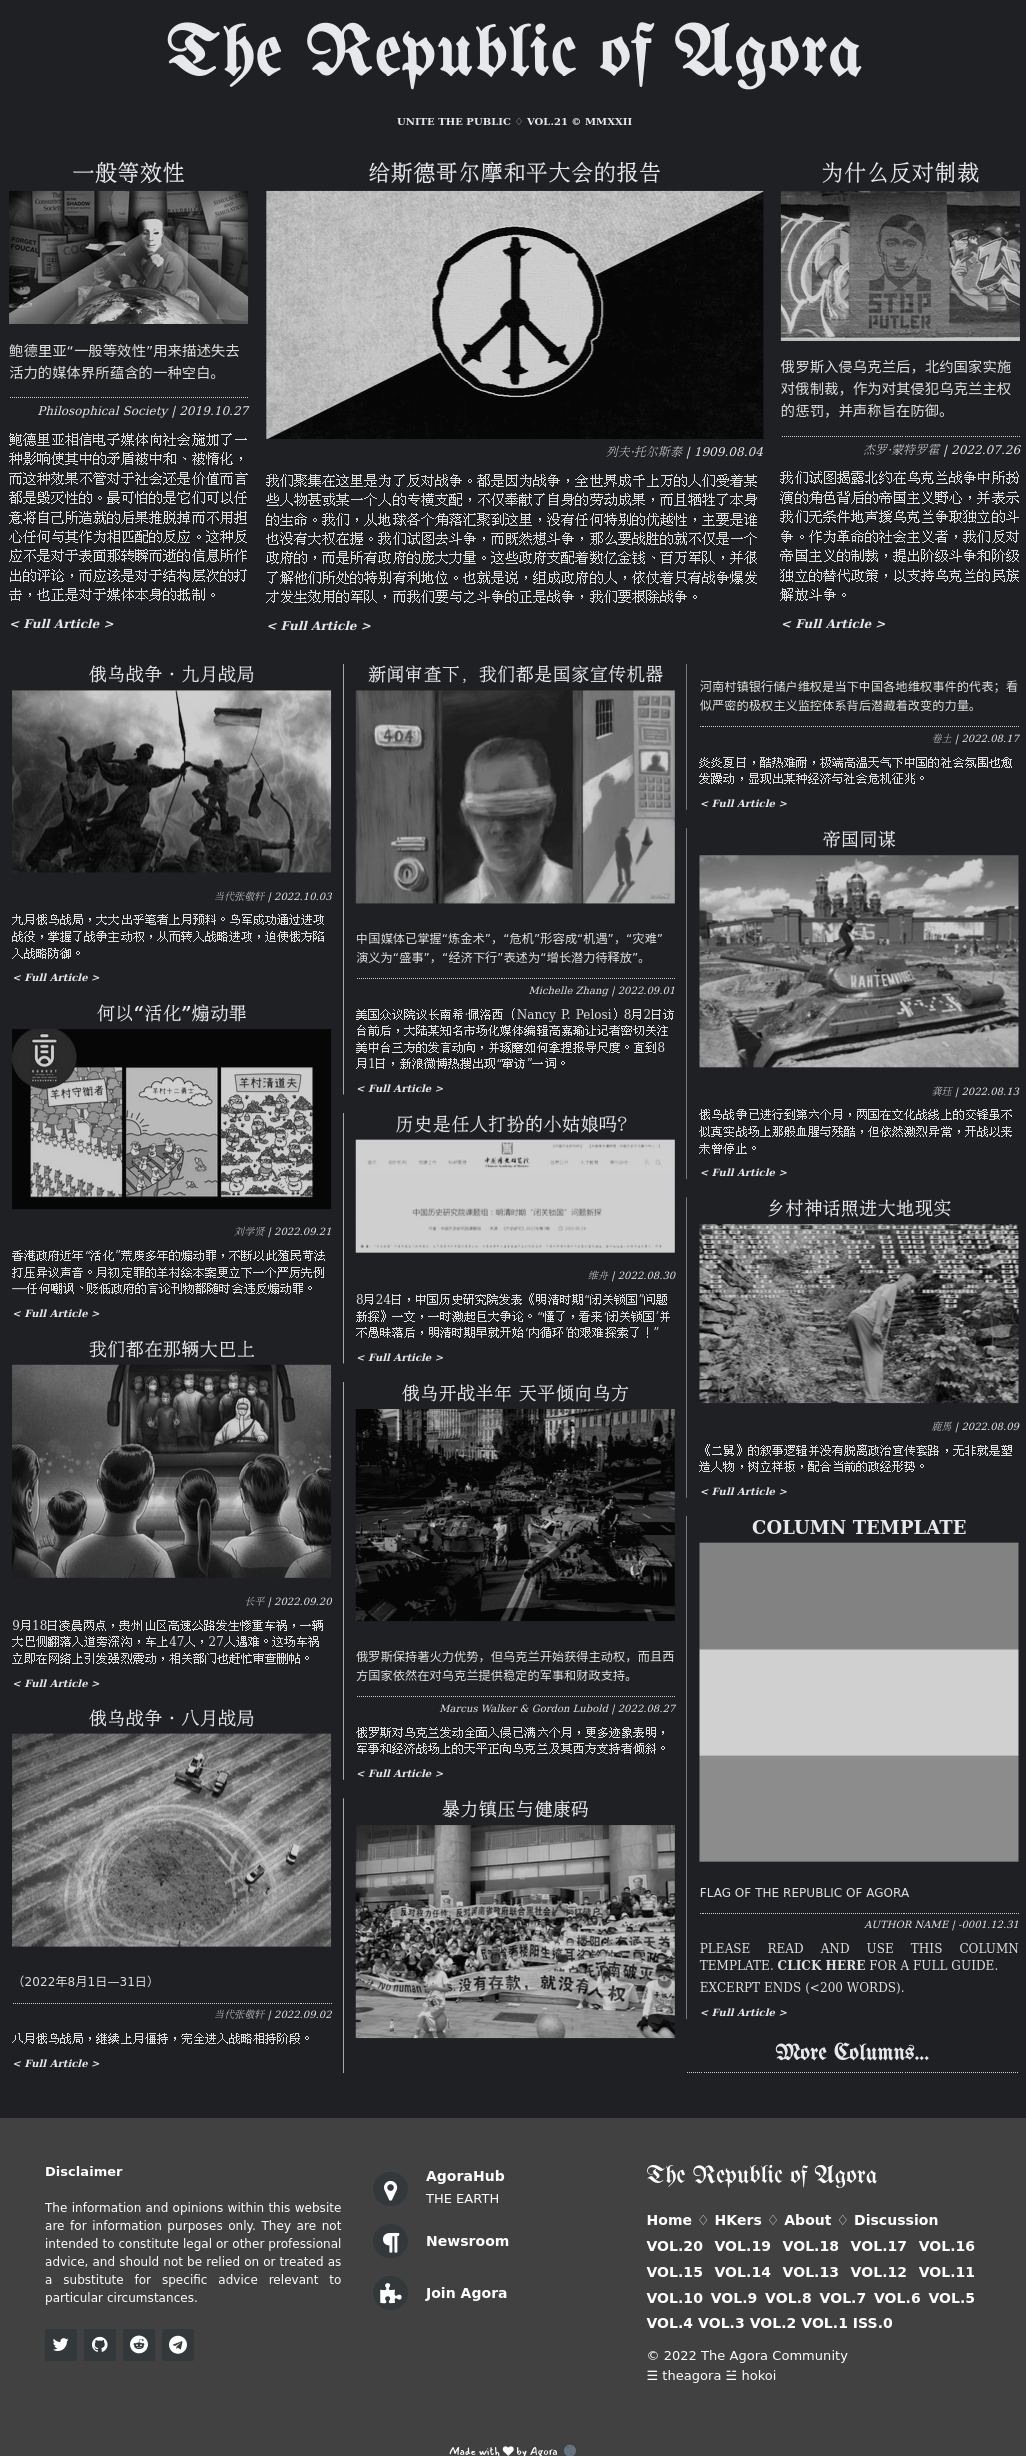 The Republic of Agora
UNITE THE PUBLIC ♢ VOL.21 © MMXXII
一般等效性
鲍德里亚“一般等效性”用来描述失去
活力的媒体界所蕴含的一种空白。
Philosophical Society | 2019.10.27
鲍德里亚相信电子媒体向社会施加了一
种影响使其中的矛盾被中和、被惰化，
而这种效果不管对于社会还是价值而言
都是毁灭性的。最可怕的是它们可以任
意将自己所造就的后果推脱掉而不用担
心任何与其作为相匹配的反应。这种反
应不是对于表面那转瞬而逝的信息所作
出的评论，而应该是对于结构层次的打
击，也正是对于媒体本身的抵制。
< Full Article >
给斯德哥尔摩和平大会的报告
列夫·托尔斯泰 | 1909.08.04
我们聚集在这里是为了反对战争。都是因为战争，全世界成千上万的人们受着某
些人物甚或某一个人的专横支配，不仅奉献了自身的劳动成果，而且牺牲了本身
的生命。我们，从地球各个角落汇聚到这里，没有任何特别的优越性，主要是谁
也没有大权在握。我们试图去斗争，而既然想斗争，那么要战胜的就不仅是一个
政府的，而是所有政府的庞大力量。这些政府支配着数亿金钱、百万军队，并很
了解他们所处的特别有利地位。也就是说，组成政府的人，依仗着只有战争爆发
才发生效用的军队，而我们要与之斗争的正是战争，我们要根除战争。
< Full Article >
为什么反对制裁
STOP
PUTLER
俄罗斯入侵乌克兰后，北约国家实施
对俄制裁，作为对其侵犯乌克兰主权
的惩罚，并声称旨在防御。
杰罗·蒙特罗霍 | 2022.07.26
我们试图揭露北约在乌克兰战争中所扮
演的角色背后的帝国主义野心，并表示
我们无条件地声援乌克兰争取独立的斗
争。作为革命的社会主义者，我们反对
帝国主义的制裁，提出阶级斗争和阶级
独立的替代政策，以支持乌克兰的民族
解放斗争。
< Full Article >
俄乌战争 · 九月战局
当代张敬轩 | 2022.10.03
九月俄乌战局，大大出乎笔者上月预料。乌军成功通过进攻
战役，掌握了战争主动权，从而转入战略进攻，迫使俄方陷
入战略防御。
< Full Article >
何以“活化”煽动罪
羊村守衛者
羊村十二勇士
羊村清道夫
刘学贤 | 2022.09.21
香港政府近年“活化”荒废多年的煽动罪，不断以此殖民苛法
打压异议声音。月初定罪的羊村绘本案更立下一个严厉先例
──任何嘲讽、贬低政府的言论刊物都随时会违反煽动罪。
< Full Article >
我们都在那辆大巴上
长平 | 2022.09.20
9月18日凌晨两点，贵州山区高速公路发生惨重车祸，一辆
大巴侧翻落入道旁深沟，车上47人，27人遇难。这场车祸
立即在网络上引发强烈震动，相关部门也赶忙审查删帖。
< Full Article >
俄乌战争 · 八月战局
（2022年8月1日—31日）
当代张敬轩 | 2022.09.02
八月俄乌战局，继续上月僵持，完全进入战略相持阶段。
< Full Article >
新闻审查下，我们都是国家宣传机器
404
中国媒体已掌握“炼金术”，“危机”形容成“机遇”，“灾难”
演义为“盛事”，“经济下行”表述为“增长潜力待释放”。
Michelle Zhang | 2022.09.01
美国众议院议长南希·佩洛西（Nancy P. Pelosi）8月2日访
台前后，大陆某知名市场化媒体编辑高嘉瑜让记者密切关注
美中台三方的发言动向，并琢磨如何拿捏报导尺度。直到8
月1日，新浪微博热搜出现“窜访”一词。
< Full Article >
历史是任人打扮的小姑娘吗？
中国历史研究院课题组：明清时期“闭关锁国”问题新探
维舟 | 2022.08.30
8月24日，中国历史研究院发表《明清时期“闭关锁国”问题
新探》一文，一时激起巨大争论。“懂了，看来‘闭关锁国’并
不愚昧落后，明清时期早就开始‘内循环’的艰难探索了！”
< Full Article >
俄乌开战半年 天平倾向乌方
俄罗斯保持著火力优势，但乌克兰开始获得主动权，而且西
方国家依然在对乌克兰提供稳定的军事和财政支持。
Marcus Walker & Gordon Lubold | 2022.08.27
俄罗斯对乌克兰发动全面入侵已满六个月，更多迹象表明，
军事和经济战场上的天平正向乌克兰及其西方支持者倾斜。
< Full Article >
暴力镇压与健康码
没有存款，就没有人权
河南村镇银行储户维权是当下中国各地维权事件的代表；看
似严密的极权主义监控体系背后潜藏着改变的力量。
卷土 | 2022.08.17
炎炎夏日，酷热难耐，极端高温天气下中国的社会氛围也愈
发躁动，显现出某种经济与社会危机征兆。
< Full Article >
帝国同谋
龚珏 | 2022.08.13
俄乌战争已进行到第六个月，两国在文化战线上的交锋虽不
似真实战场上那般血腥与残酷，但依然激烈异常，开战以来
未曾停止。
< Full Article >
乡村神话照进大地现实
鹿馬 | 2022.08.09
《二舅》的叙事逻辑并没有脱离政治宣传套路，无非就是塑
造人物，树立样板，配合当前的政经形势。
< Full Article >
COLUMN TEMPLATE
FLAG OF THE REPUBLIC OF AGORA
AUTHOR NAME | -0001.12.31
PLEASE READ AND USE THIS COLUMN
TEMPLATE. CLICK HERE FOR A FULL GUIDE.
EXCERPT ENDS (<200 WORDS).
< Full Article >
More Columns...
Disclaimer
The information and opinions within this website
are for information purposes only. They are not
intended to constitute legal or other professional
advice, and should not be relied on or treated as
a substitute for specific advice relevant to
particular circumstances.
AgoraHub
THE EARTH
Newsroom
Join Agora
The Republic of Agora
Home ♢ HKers ♢ About ♢ Discussion
VOL.20 VOL.19 VOL.18 VOL.17 VOL.16
VOL.15 VOL.14 VOL.13 VOL.12 VOL.11
VOL.10 VOL.9 VOL.8 VOL.7 VOL.6 VOL.5
VOL.4 VOL.3 VOL.2 VOL.1 ISS.0
© 2022 The Agora Community
☰ theagora ☱ hokoi
Made with ♥ by Agora